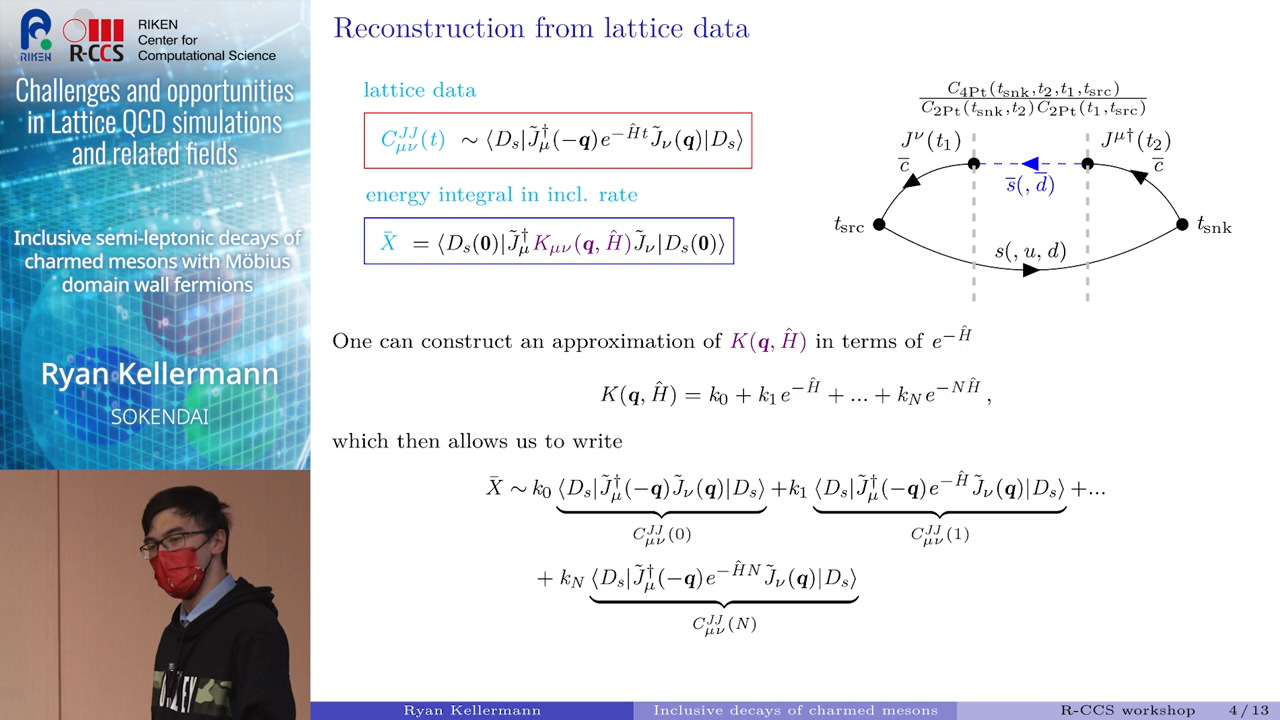 RIKEN
R-CCS
RIKEN
Center for
Computational Science
Challenges and opportunities
in Lattice QCD simulations
and related fields
Inclusive semi-leptonic decays of
charmed mesons with Möbius
domain wall fermions
Ryan Kellermann
SOKENDAI
Reconstruction from lattice data
lattice data
C^{JJ}_{μν}(t) ∼ ⟨D_s|J̃†_μ(−q)e^{−Ĥt}J̃_ν(q)|D_s⟩
energy integral in incl. rate
X̄ = ⟨D_s(0)|J̃†_μ K_{μν}(q, Ĥ)J̃_ν|D_s(0)⟩
C_{4Pt}(t_snk, t_2, t_1, t_src)
C_{2Pt}(t_snk, t_2) C_{2Pt}(t_1, t_src)
J^ν(t_1) J^{μ†}(t_2)
c̄ c̄
s̄(, d̄)
t_src t_snk
s(, u, d)
One can construct an approximation of K(q, Ĥ) in terms of e^{−Ĥ}
K(q, Ĥ) = k_0 + k_1 e^{−Ĥ} + ... + k_N e^{−NĤ} ,
which then allows us to write
X̄ ∼ k_0 ⟨D_s|J̃†_μ(−q)J̃_ν(q)|D_s⟩ + k_1 ⟨D_s|J̃†_μ(−q)e^{−Ĥ}J̃_ν(q)|D_s⟩ + ...
C^{JJ}_{μν}(0) C^{JJ}_{μν}(1)
+ k_N ⟨D_s|J̃†_μ(−q)e^{−ĤN}J̃_ν(q)|D_s⟩
C^{JJ}_{μν}(N)
Ryan Kellermann Inclusive decays of charmed mesons R-CCS workshop 4 / 13